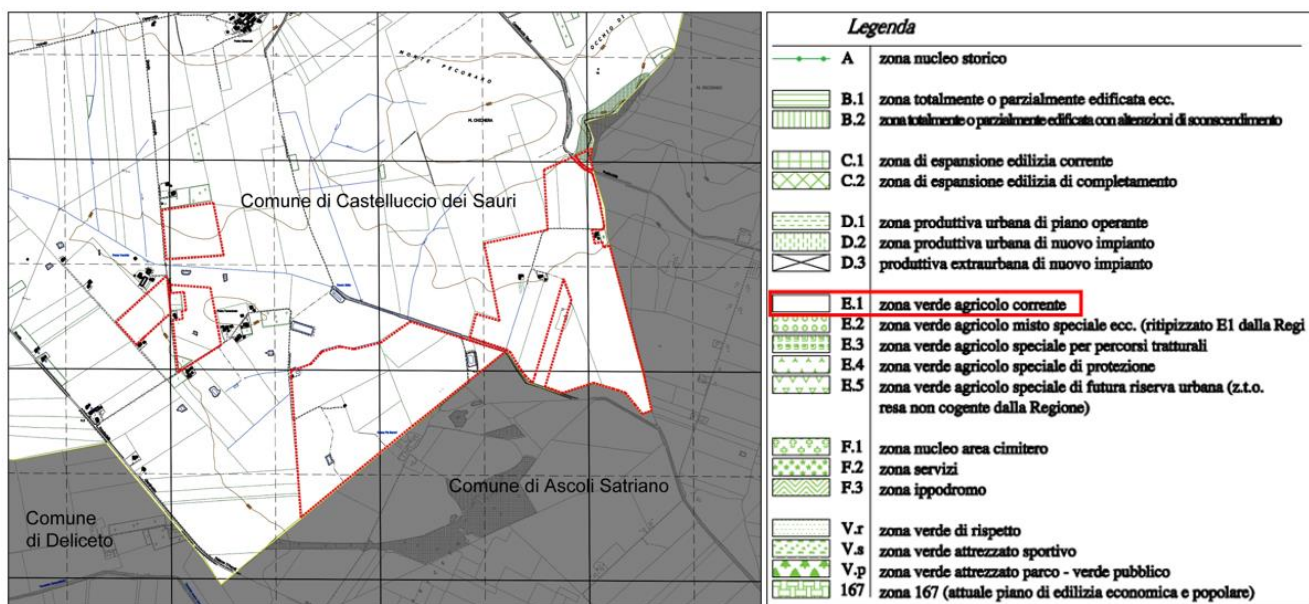 MONTE PECORARO
OCCHIO DI
Comune di Castelluccio dei Sauri
Comune di Ascoli Satriano
Comune
di Deliceto
Legenda
A zona nucleo storico
B.1 zona totalmente o parzialmente edificata ecc.
B.2 zona totalmente o parzialmente edificata con alterazioni di sconscendimento
C.1 zona di espansione edilizia corrente
C.2 zona di espansione edilizia di completamento
D.1 zona produttiva urbana di piano operante
D.2 zona produttiva urbana di nuovo impianto
D.3 produttiva extraurbana di nuovo impianto
E.1 zona verde agricolo corrente
E.2 zona verde agricolo misto speciale ecc. (ritipizzato E1 dalla Regi
E.3 zona verde agricolo speciale per percorsi tratturali
E.4 zona verde agricolo speciale di protezione
E.5 zona verde agricolo speciale di futura riserva urbana (z.t.o.
resa non cogente dalla Regione)
F.1 zona nucleo area cimitero
F.2 zona servizi
F.3 zona ippodromo
V.r zona verde di rispetto
V.s zona verde attrezzato sportivo
V.p zona verde attrezzato parco - verde pubblico
167 zona 167 (attuale piano di edilizia economica e popolare)